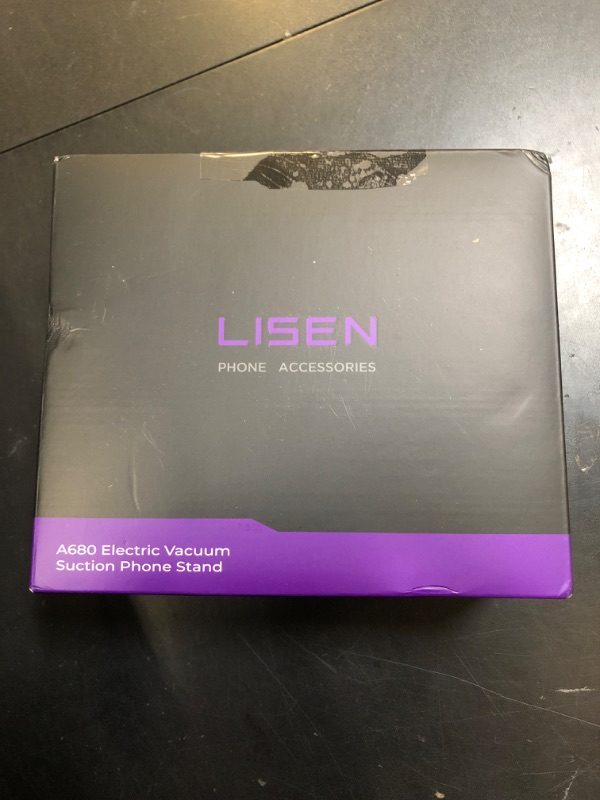 LISEN
PHONE ACCESSORIES
A680 Electric Vacuum
Suction Phone Stand